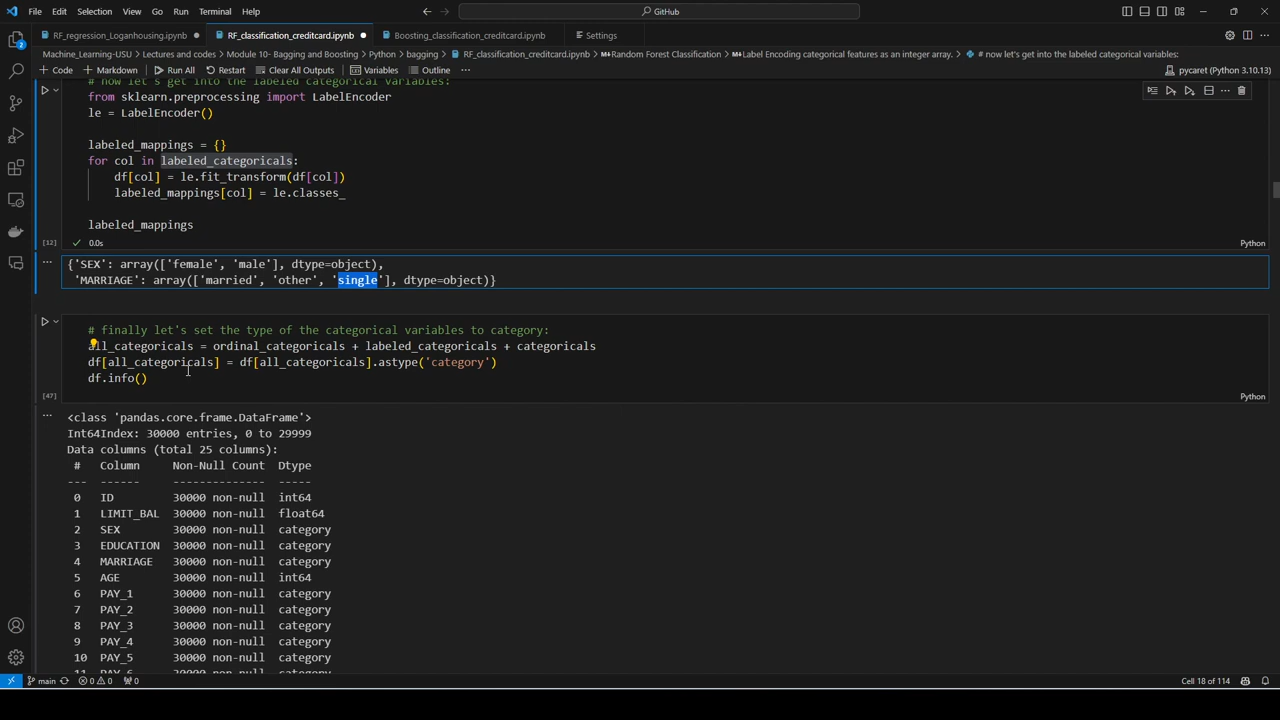 File Edit Selection View Go Run Terminal Help
GitHub
RF_regression_Loganhousing.ipynb RF_classification_creditcard.ipynb Boosting_classification_creditcard.ipynb Settings
Machine_Learning-USU > Lectures and codes > Module 10- Bagging and Boosting > Python > bagging > RF_classification_creditcard.ipynb > Random Forest Classification > Label Encoding categorical features as an integer array. > # now let's get into the labeled categorical variables:
+ Code + Markdown Run All Restart Clear All Outputs Variables Outline ... pycaret (Python 3.10.13)
2
# now let's get into the labeled categorical variables:
from sklearn.preprocessing import LabelEncoder
le = LabelEncoder()
labeled_mappings = {}
for col in labeled_categoricals:
df[col] = le.fit_transform(df[col])
labeled_mappings[col] = le.classes_
labeled_mappings
[12] 0.0s Python
{'SEX': array(['female', 'male'], dtype=object),
'MARRIAGE': array(['married', 'other', 'single'], dtype=object)}
# finally let's set the type of the categorical variables to category:
all_categoricals = ordinal_categoricals + labeled_categoricals + categoricals
df[all_categoricals] = df[all_categoricals].astype('category')
df.info()
[47] Python
<class 'pandas.core.frame.DataFrame'>
Int64Index: 30000 entries, 0 to 29999
Data columns (total 25 columns):
# Column Non-Null Count Dtype
--- ------ -------------- -----
0 ID 30000 non-null int64
1 LIMIT_BAL 30000 non-null float64
2 SEX 30000 non-null category
3 EDUCATION 30000 non-null category
4 MARRIAGE 30000 non-null category
5 AGE 30000 non-null int64
6 PAY_1 30000 non-null category
7 PAY_2 30000 non-null category
8 PAY_3 30000 non-null category
9 PAY_4 30000 non-null category
10 PAY_5 30000 non-null category
11 PAY_6 30000 non-null category
main 0 0 0 Cell 18 of 114